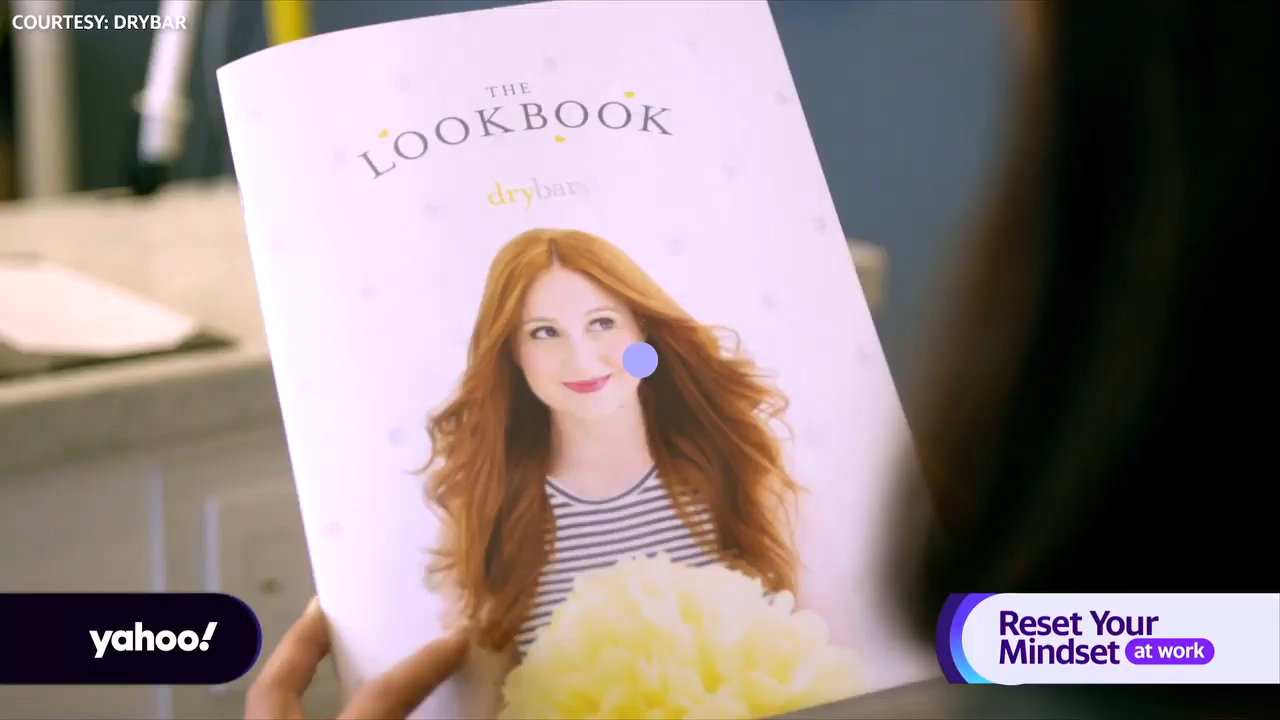 COURTESY: DRYBAR
THE
LOOKBOOK
drybar
yahoo!
Reset Your
Mindset at work